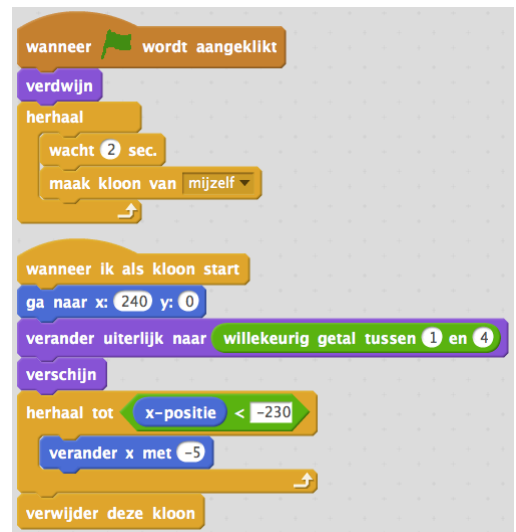 wanneer wordt aangeklikt
verdwijn
herhaal
wacht 2 sec.
maak kloon van mijzelf
wanneer ik als kloon start
ga naar x: 240 y: 0
verander uiterlijk naar willekeurig getal tussen 1 en 4
verschijn
herhaal tot x-positie < -230
verander x met -5
verwijder deze kloon